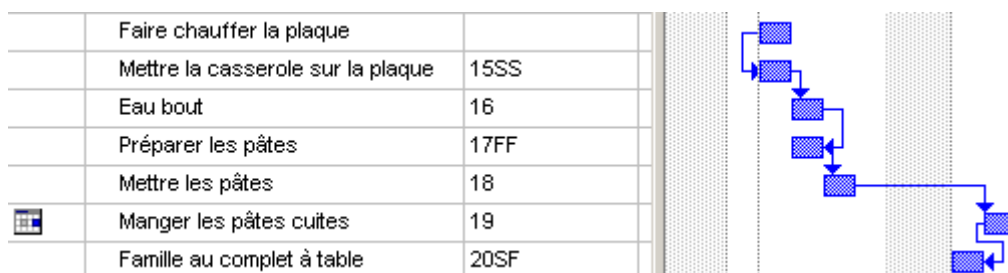 Faire chauffer la plaque
Mettre la casserole sur la plaque 15SS
Eau bout 16
Préparer les pâtes 17FF
Mettre les pâtes 18
Manger les pâtes cuites 19
Famille au complet à table 20SF